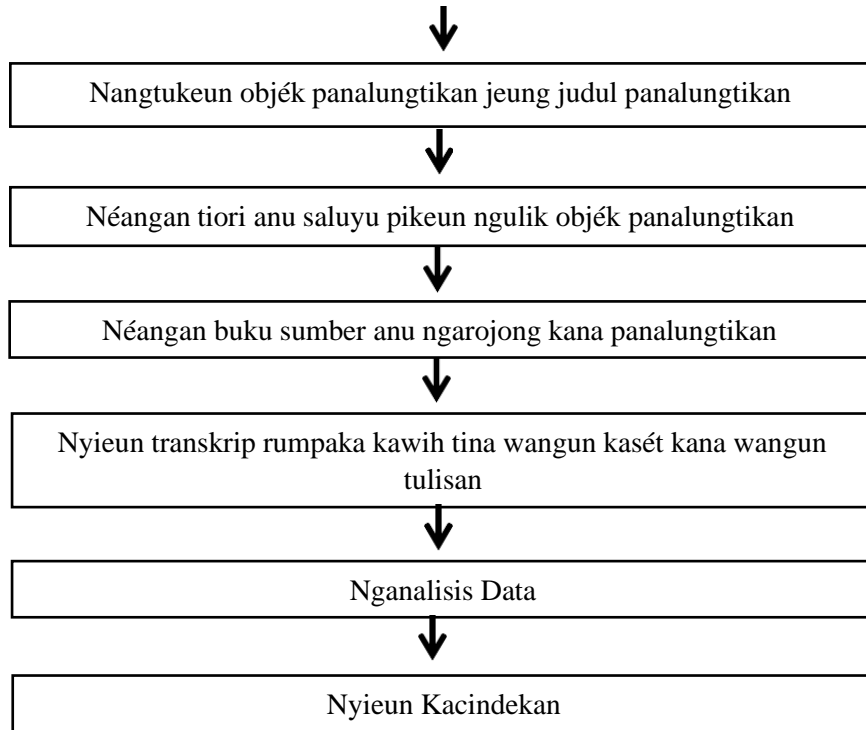 Nangtukeun objék panalungtikan jeung judul panalungtikan
Néangan tiori anu saluyu pikeun ngulik objék panalungtikan
Néangan buku sumber anu ngarojong kana panalungtikan
Nyieun transkrip rumpaka kawih tina wangun kasét kana wangun
tulisan
Nganalisis Data
Nyieun Kacindekan